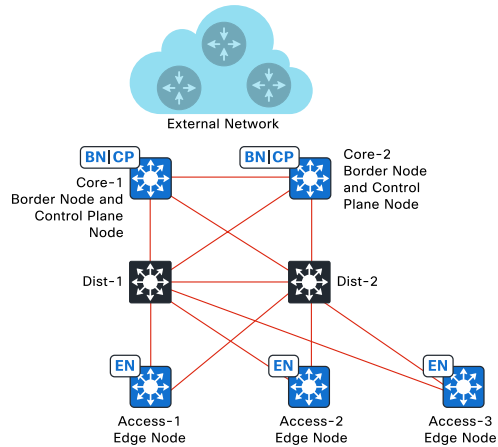 External Network
BN|CP
Core-1
Border Node and
Control Plane
Node
BN|CP
Core-2
Border Node
and Control
Plane Node
Dist-1
Dist-2
EN
Access-1
Edge Node
EN
Access-2
Edge Node
EN
Access-3
Edge Node